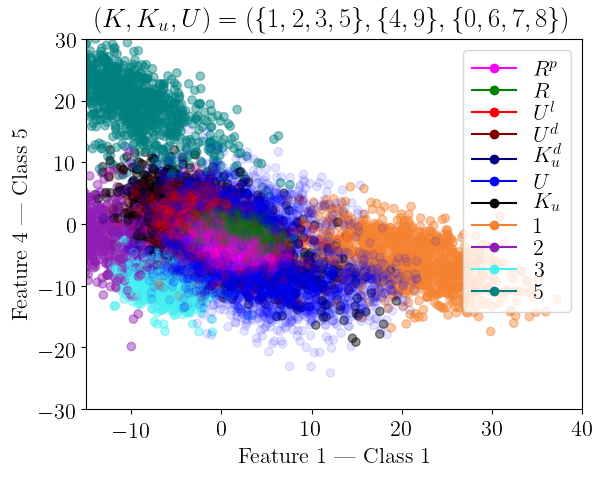 (K, K_u, U) = ({1, 2, 3, 5}, {4, 9}, {0, 6, 7, 8})
30
20
10
0
−10
−20
−30
Feature 4 — Class 5
R^p
R
U^l
U^d
K_u^d
U
K_u
1
2
3
5
−10
0
10
20
30
40
Feature 1 — Class 1